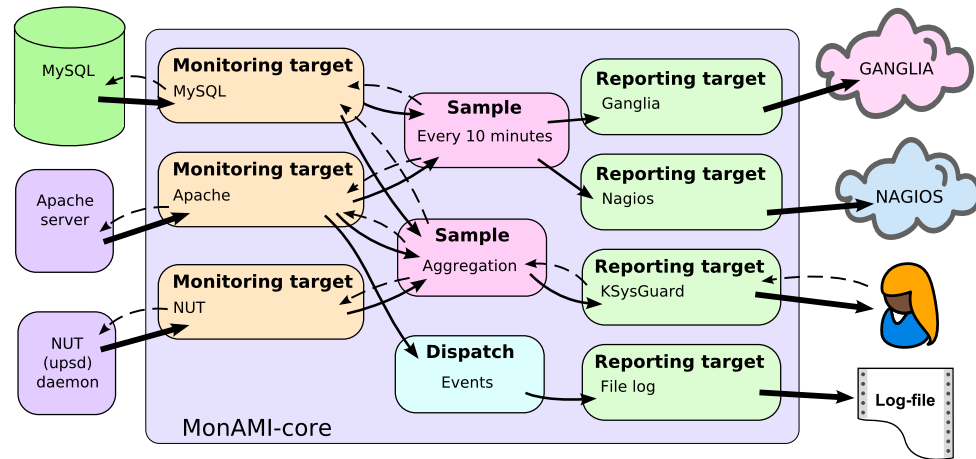 MySQL
Apache
server
NUT
(upsd)
daemon
Monitoring target
MySQL
Monitoring target
Apache
Monitoring target
NUT
Sample
Every 10 minutes
Sample
Aggregation
Dispatch
Events
Reporting target
Ganglia
Reporting target
Nagios
Reporting target
KSysGuard
Reporting target
File log
GANGLIA
NAGIOS
Log-file
MonAMI-core